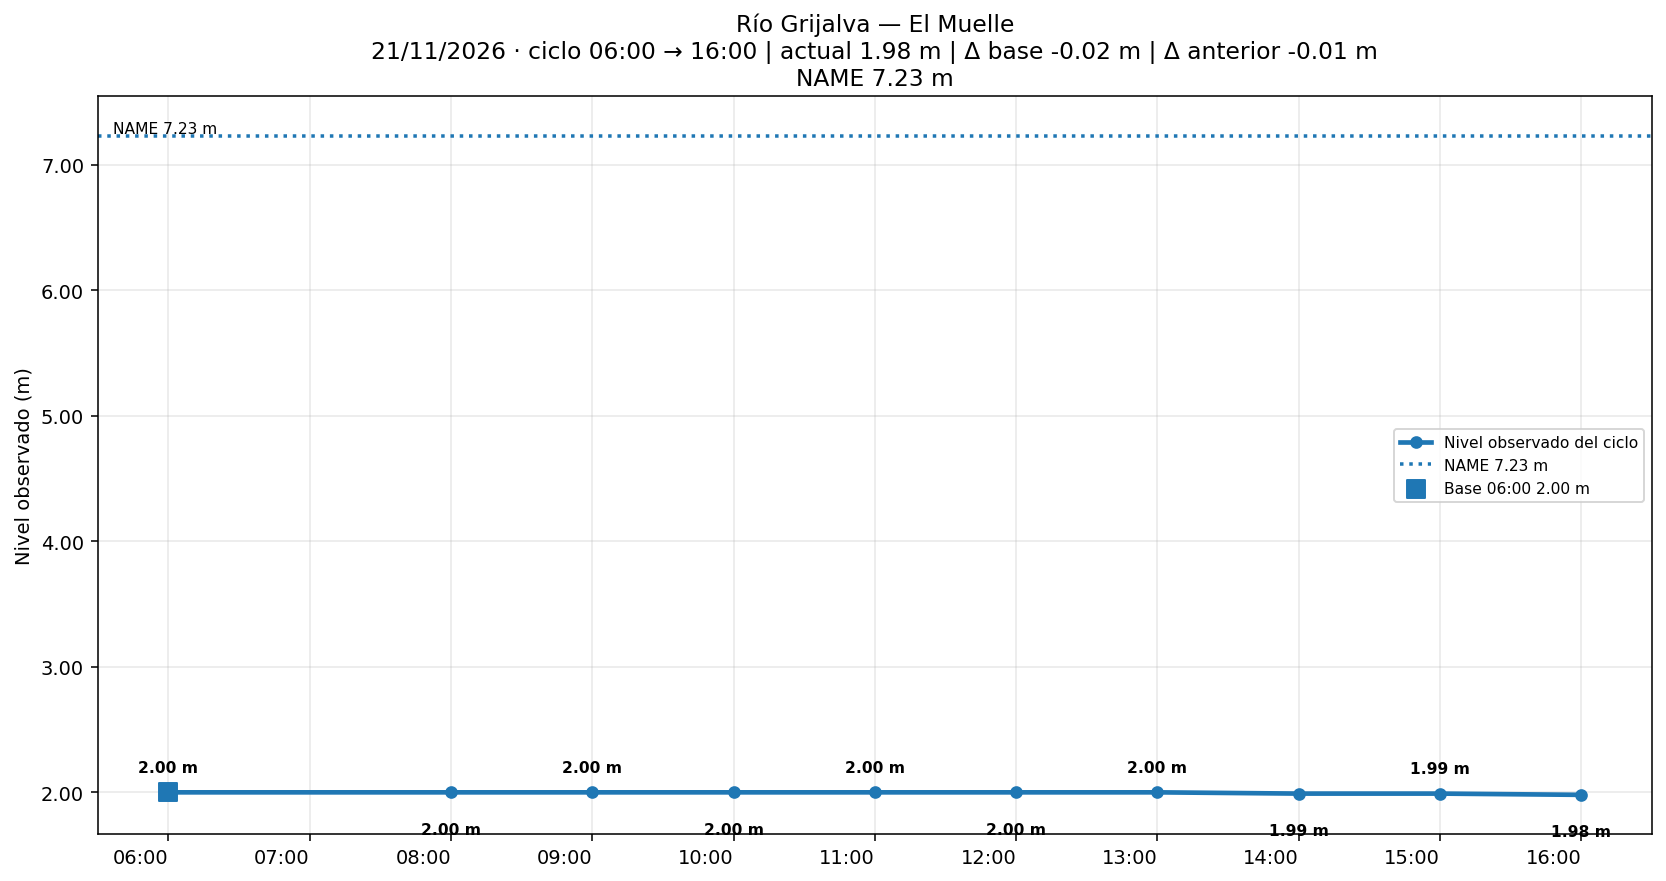 Río Grijalva — El Muelle
21/11/2026 · ciclo 06:00 → 16:00 | actual 1.98 m | Δ base -0.02 m | Δ anterior -0.01 m
NAME 7.23 m
NAME 7.23 m
7.00
6.00
5.00
4.00
3.00
2.00
Nivel observado (m)
Nivel observado del ciclo
NAME 7.23 m
Base 06:00 2.00 m
2.00 m
2.00 m
2.00 m
2.00 m
2.00 m
2.00 m
2.00 m
1.99 m
1.99 m
1.98 m
06:00
07:00
08:00
09:00
10:00
11:00
12:00
13:00
14:00
15:00
16:00